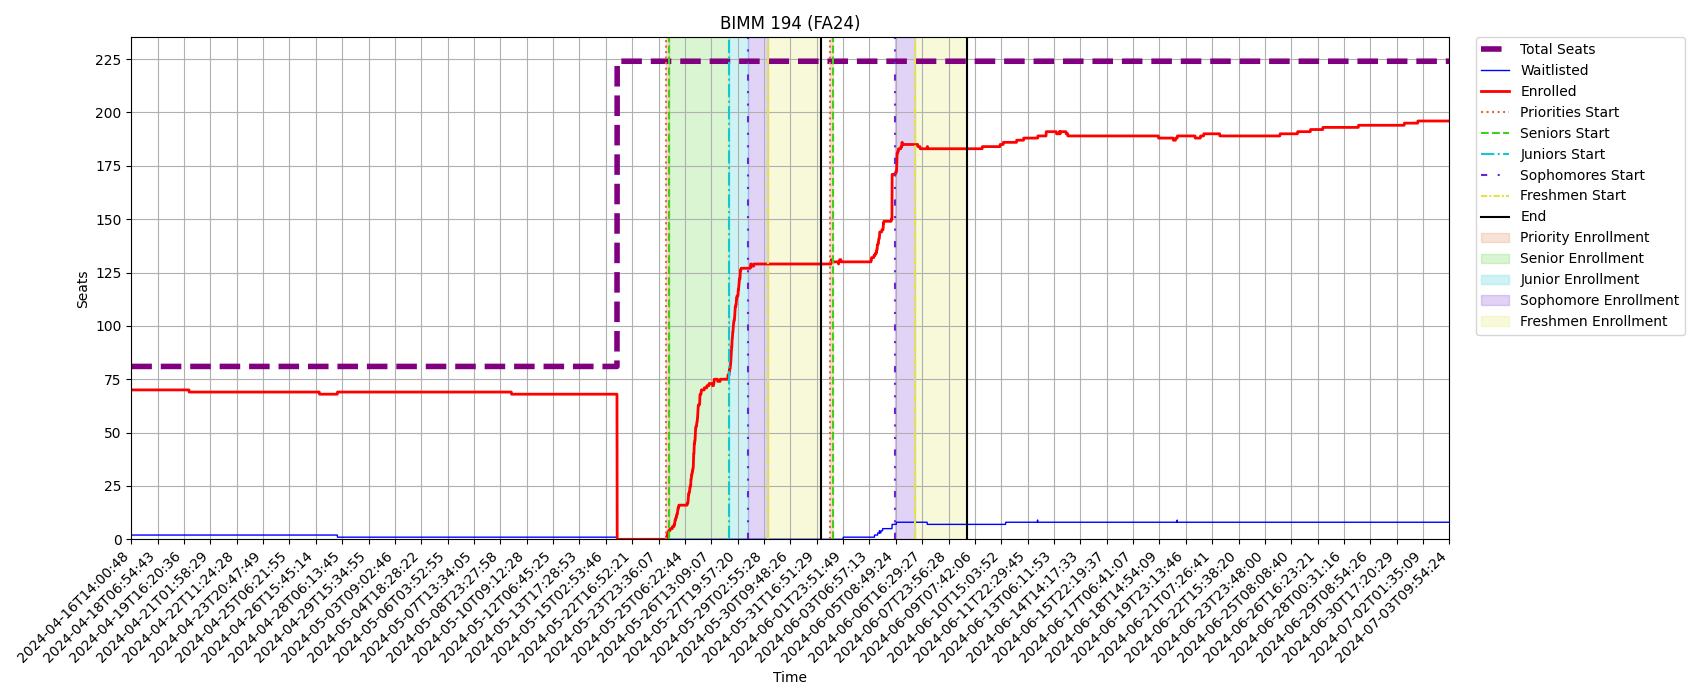 BIMM 194 (FA24)
Seats
225
200
175
150
125
100
75
50
25
0
2024-04-16T14:00:48
2024-04-18T06:54:43
2024-04-19T16:20:36
2024-04-21T01:58:29
2024-04-22T11:24:28
2024-04-23T20:47:49
2024-04-25T06:21:55
2024-04-26T15:45:14
2024-04-28T06:13:45
2024-04-29T15:34:55
2024-05-03T09:02:46
2024-05-04T18:28:22
2024-05-06T03:52:55
2024-05-07T13:34:05
2024-05-08T23:27:58
2024-05-10T09:12:28
2024-05-12T06:45:25
2024-05-13T17:28:53
2024-05-15T02:53:46
2024-05-22T16:52:21
2024-05-23T23:36:07
2024-05-25T06:22:44
2024-05-26T13:09:07
2024-05-27T19:57:20
2024-05-29T02:55:28
2024-05-30T09:48:26
2024-05-31T16:51:29
2024-06-01T23:51:49
2024-06-03T06:57:13
2024-06-05T08:49:24
2024-06-06T16:29:27
2024-06-07T23:56:28
2024-06-09T07:42:06
2024-06-10T15:03:52
2024-06-11T22:29:45
2024-06-13T06:11:53
2024-06-14T14:17:33
2024-06-15T22:19:37
2024-06-17T06:41:07
2024-06-18T14:54:09
2024-06-19T23:13:46
2024-06-21T07:26:41
2024-06-22T15:38:20
2024-06-23T23:48:00
2024-06-25T08:08:40
2024-06-26T16:23:21
2024-06-28T00:31:16
2024-06-29T08:54:26
2024-06-30T17:20:29
2024-07-02T01:35:09
2024-07-03T09:54:24
Time
Total Seats
Waitlisted
Enrolled
Priorities Start
Seniors Start
Juniors Start
Sophomores Start
Freshmen Start
End
Priority Enrollment
Senior Enrollment
Junior Enrollment
Sophomore Enrollment
Freshmen Enrollment